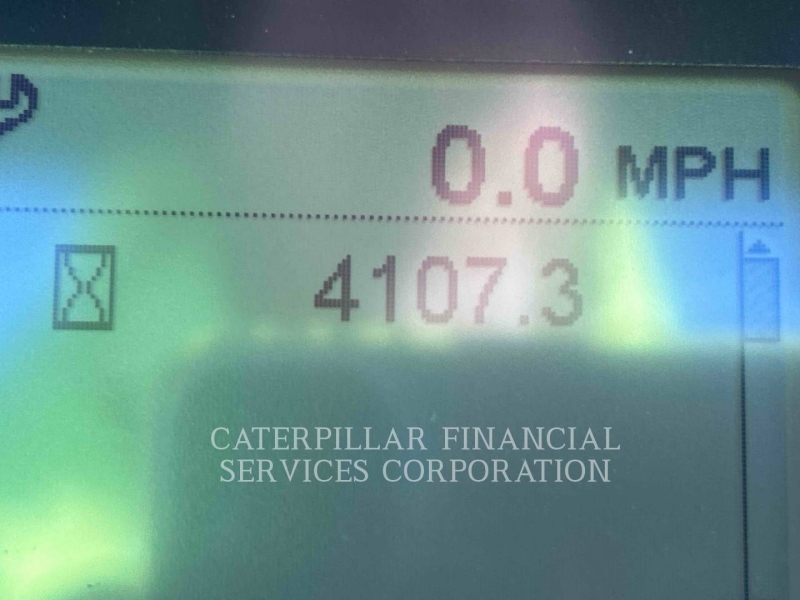 0.0 MPH
4107.3
CATERPILLAR FINANCIAL
SERVICES CORPORATION